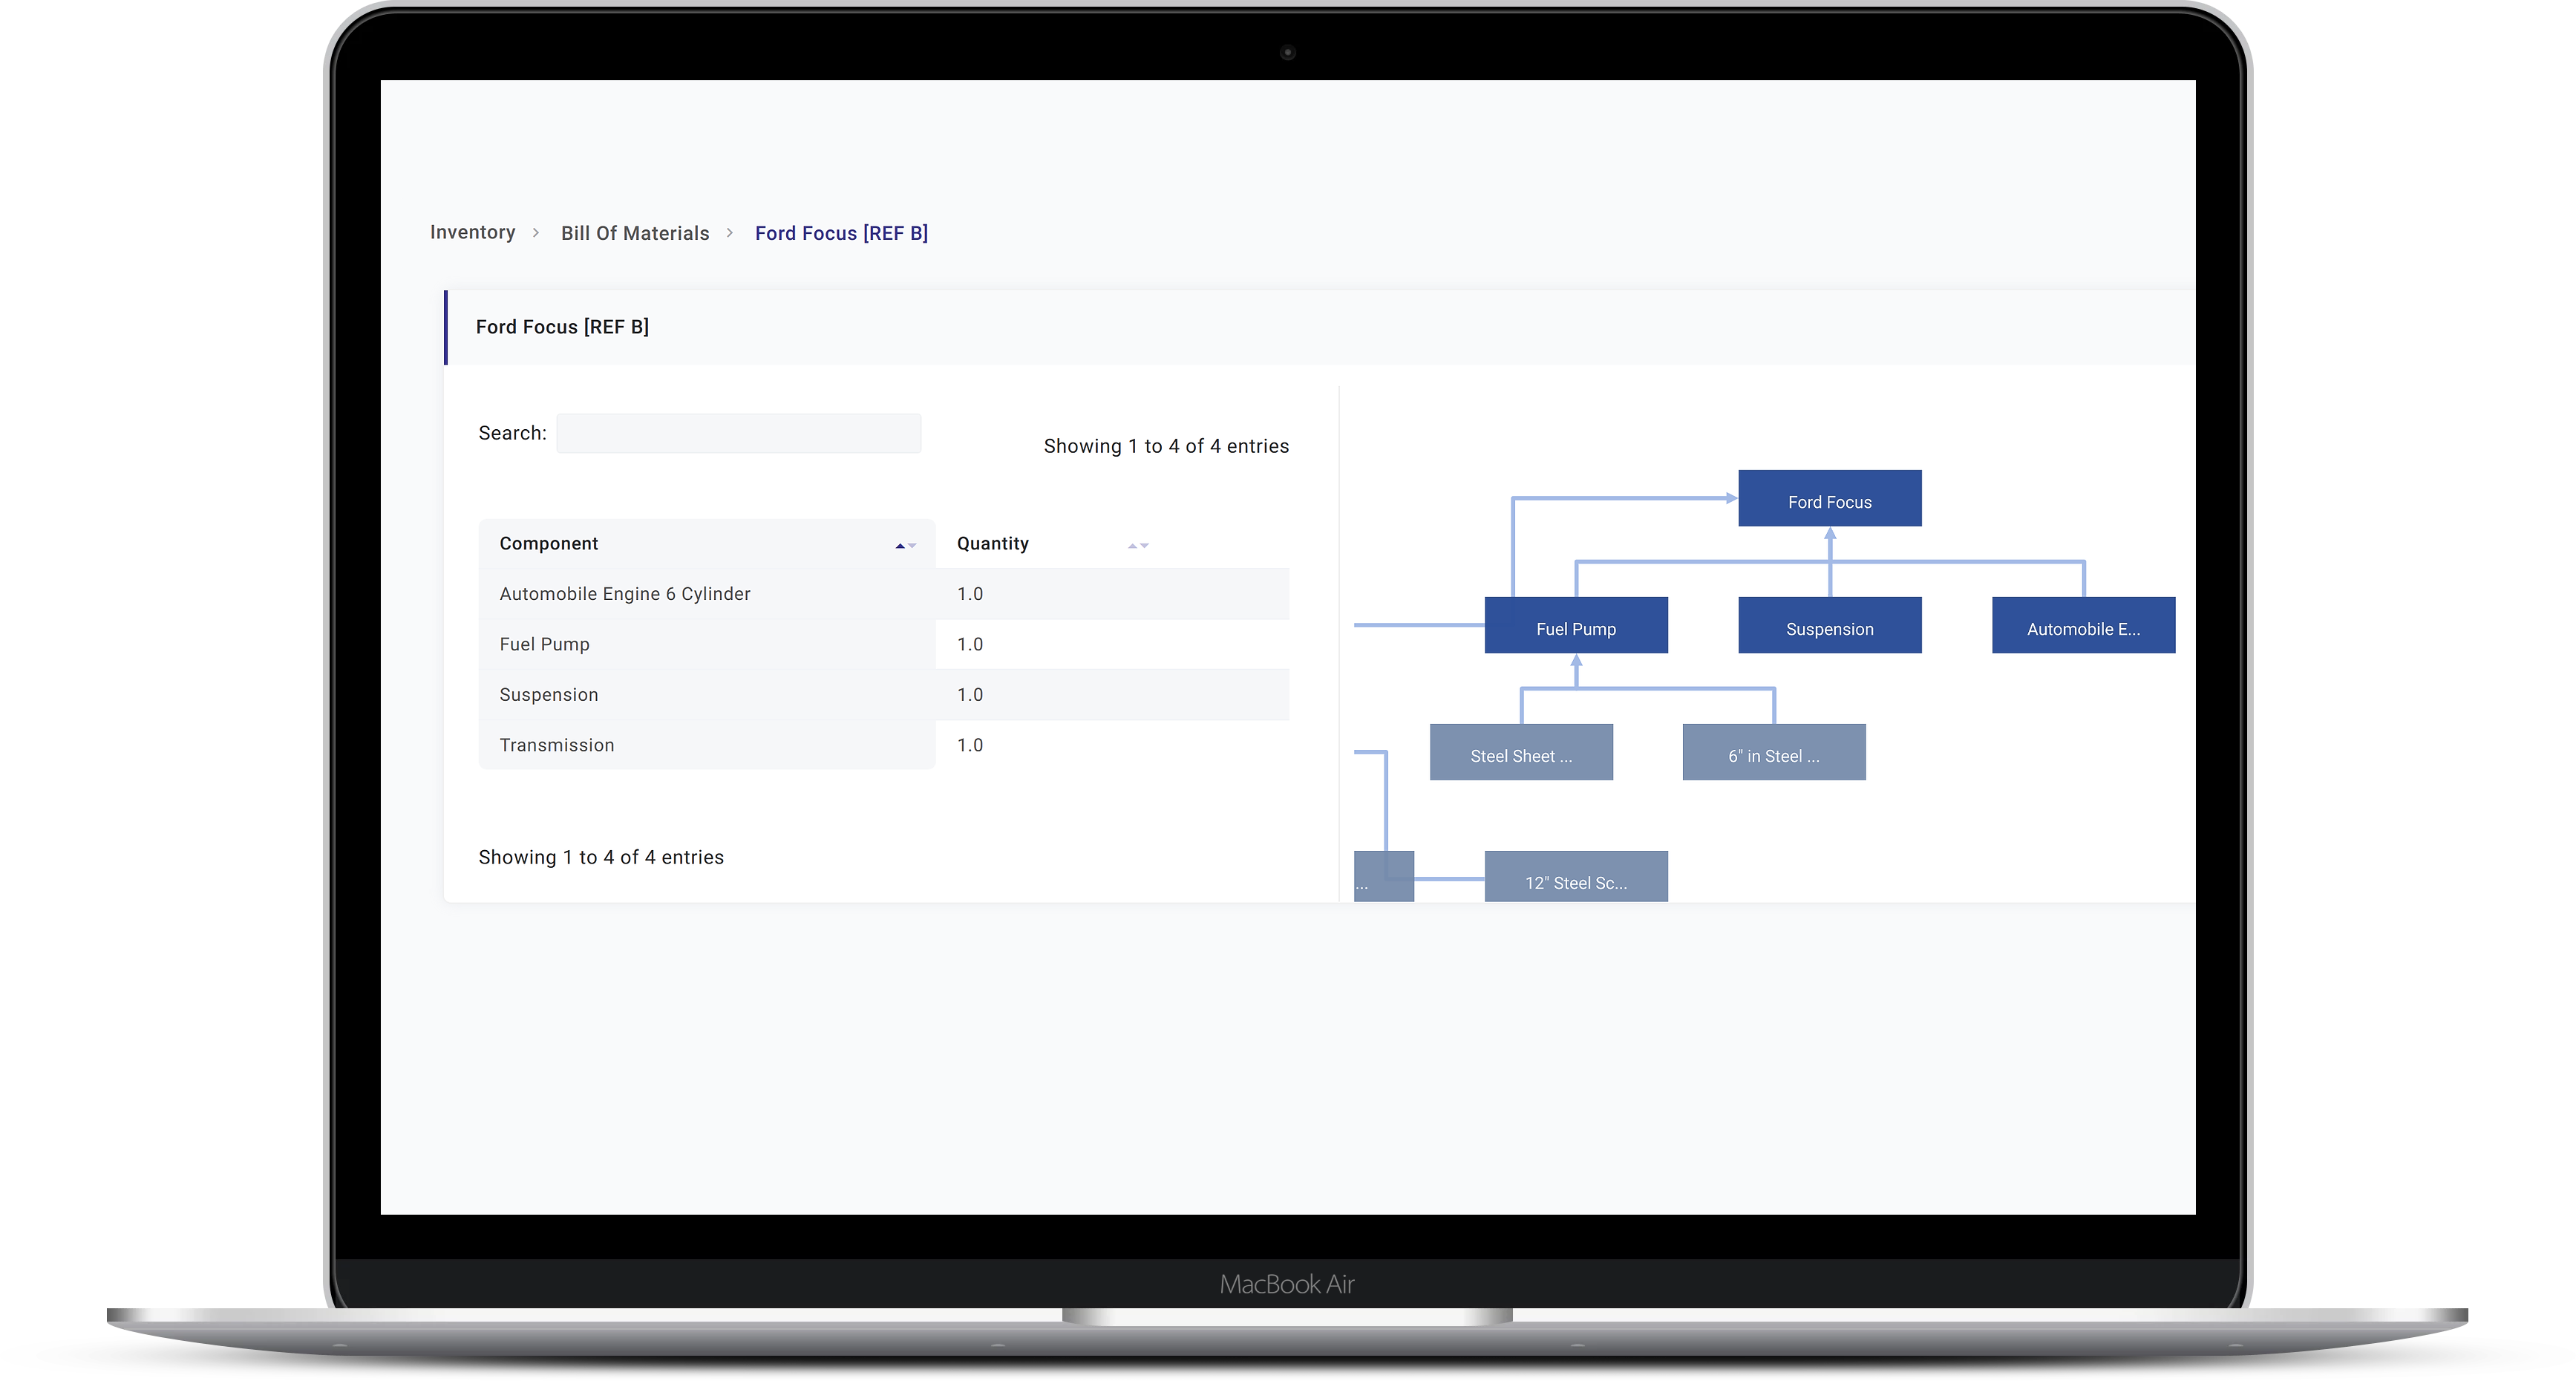 Inventory > Bill Of Materials > Ford Focus [REF B]
Ford Focus [REF B]
Search:
Showing 1 to 4 of 4 entries
Component Quantity
Automobile Engine 6 Cylinder 1.0
Fuel Pump 1.0
Suspension 1.0
Transmission 1.0
Showing 1 to 4 of 4 entries
Ford Focus
Fuel Pump Suspension Automobile E...
Steel Sheet ... 6" in Steel ...
... 12" Steel Sc...
MacBook Air